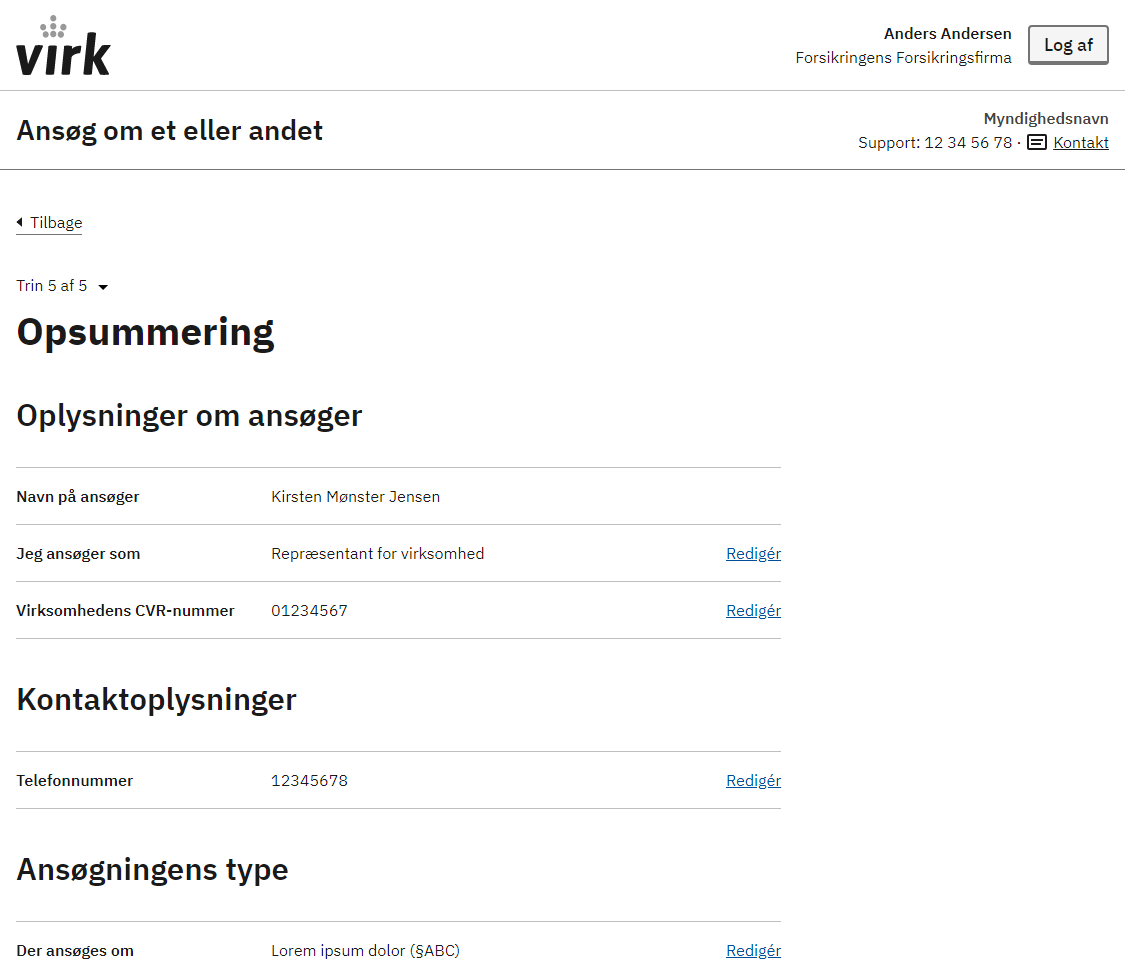 virk
Anders Andersen
Forsikringens Forsikringsfirma
Log af
Ansøg om et eller andet
Myndighedsnavn
Support: 12 34 56 78 · Kontakt
Tilbage
Trin 5 af 5
Opsummering
Oplysninger om ansøger
Navn på ansøger Kirsten Mønster Jensen
Jeg ansøger som Repræsentant for virksomhed Redigér
Virksomhedens CVR-nummer 01234567 Redigér
Kontaktoplysninger
Telefonnummer 12345678 Redigér
Ansøgningens type
Der ansøges om Lorem ipsum dolor (§ABC) Redigér